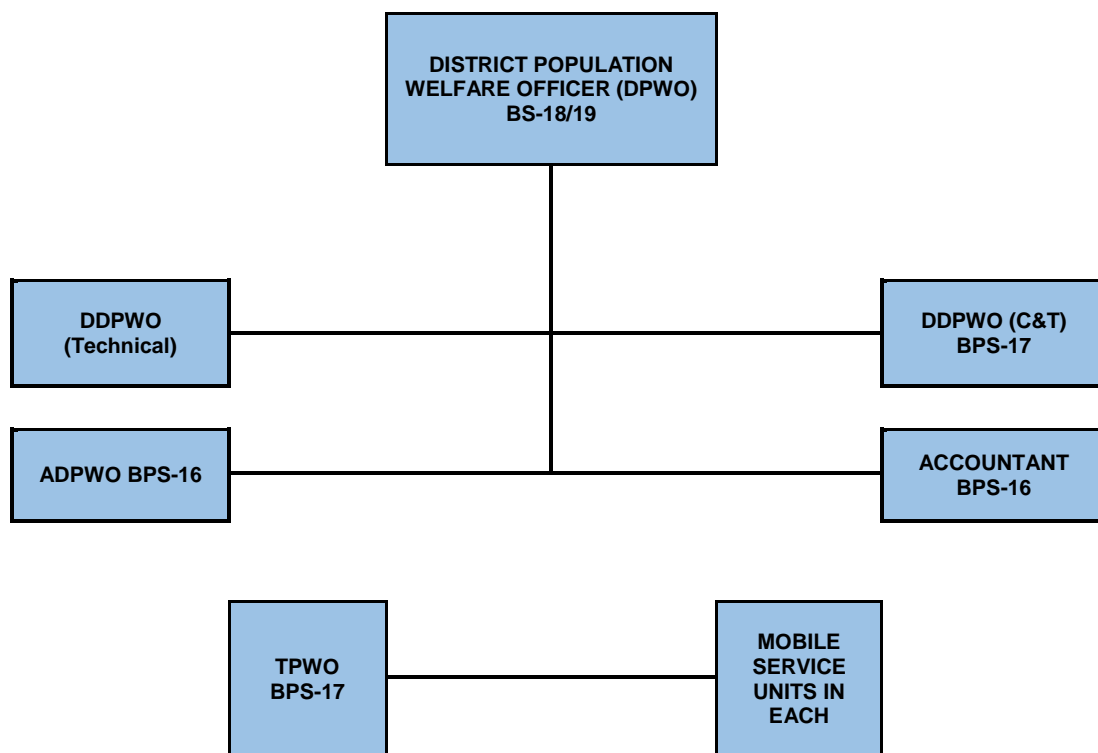 DISTRICT POPULATION
WELFARE OFFICER (DPWO)
BS-18/19
DDPWO
(Technical)
DDPWO (C&T)
BPS-17
ADPWO BPS-16
ACCOUNTANT
BPS-16
TPWO
BPS-17
MOBILE
SERVICE
UNITS IN
EACH